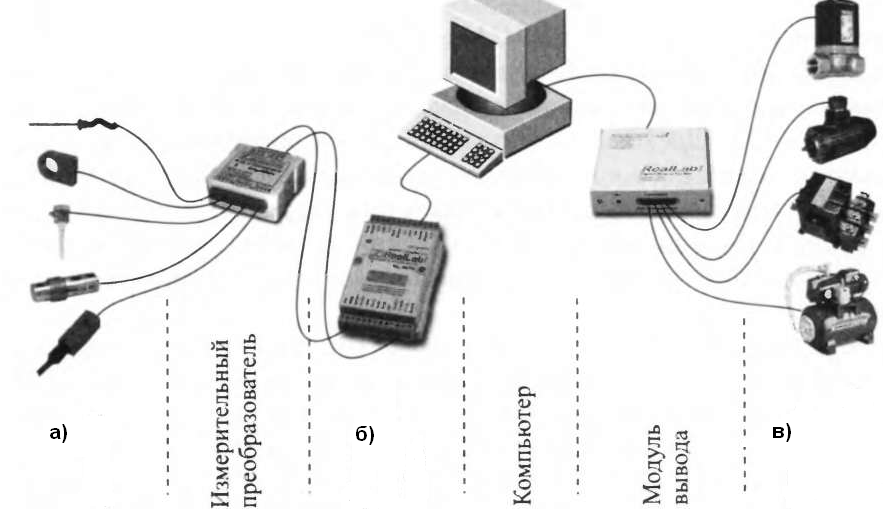 RealLab!
RealLab!
а)
Измерительный
преобразователь
б)
Компьютер
Модуль
вывода
в)